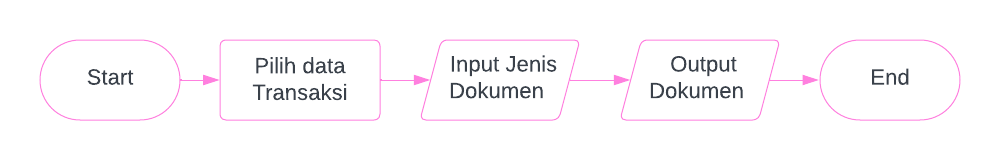 Start
Pilih data
Transaksi
Input Jenis
Dokumen
Output
Dokumen
End